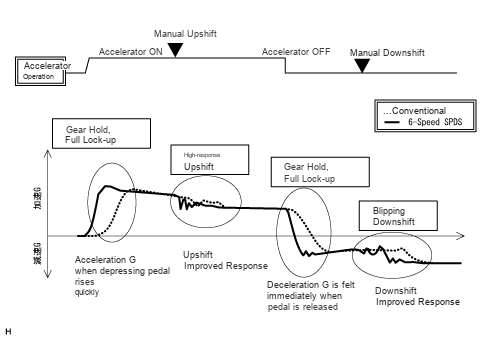 Manual Upshift
Accelerator ON
Accelerator OFF
Manual Downshift
Accelerator
Operation
...Conventional
6-Speed SPDS
Gear Hold,
Full Lock-up
High-response
Upshift
Gear Hold,
Full Lock-up
Blipping
Downshift
加速G
減速G
Acceleration G
when depressing pedal
rises
quickly
Upshift
Improved Response
Deceleration G is felt
immediately when
pedal is released
Downshift
Improved Response
H